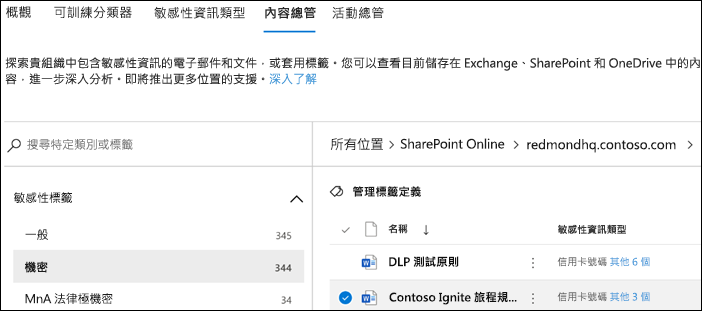 概觀 可訓練分類器 敏感性資訊類型 內容總管 活動總管
探索貴組織中包含敏感性資訊的電子郵件和文件，或套用標籤。您可以查看目前儲存在 Exchange、SharePoint 和 OneDrive 中的內
容，進一步深入分析。即將推出更多位置的支援。深入了解
搜尋特定類別或標籤
所有位置 > SharePoint Online > redmondhq.contoso.com >
敏感性標籤
管理標籤定義
一般 345
名稱 ↓ 敏感性資訊類型
機密 344
DLP 測試原則 信用卡號碼 其他 6 個
MnA 法律極機密 34
Contoso Ignite 旅程規... 信用卡號碼 其他 3 個